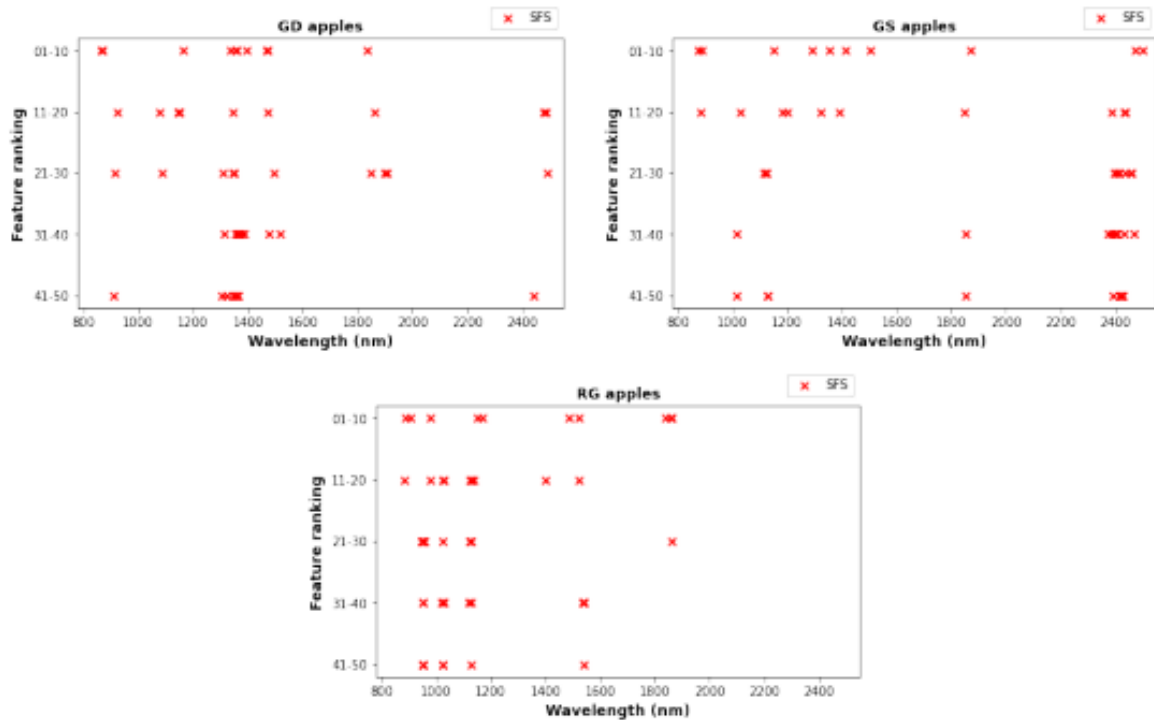 GD apples
SFS
Feature ranking
01-10
11-20
21-30
31-40
41-50
800 1000 1200 1400 1600 1800 2000 2200 2400
Wavelength (nm)
GS apples
SFS
Feature ranking
01-10
11-20
21-30
31-40
41-50
800 1000 1200 1400 1600 1800 2000 2200 2400
Wavelength (nm)
RG apples
SFS
Feature ranking
01-10
11-20
21-30
31-40
41-50
800 1000 1200 1400 1600 1800 2000 2200 2400
Wavelength (nm)